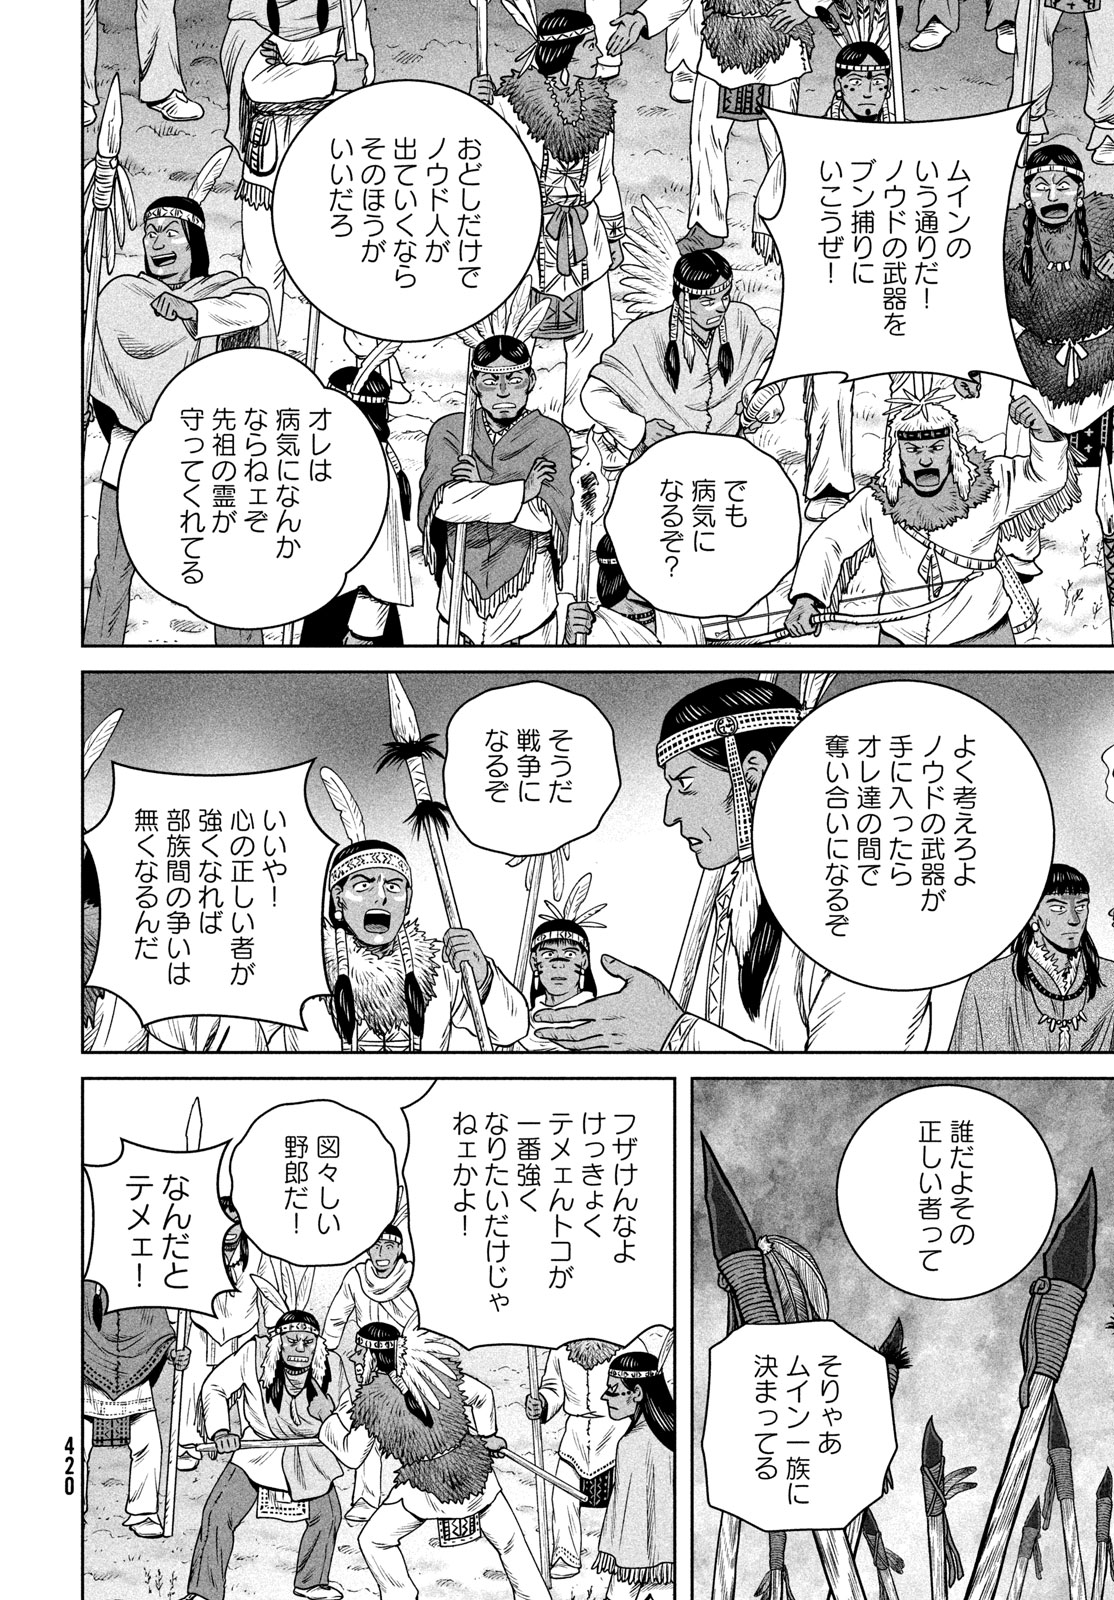 ムインの
いう通りだ！
ノウドの武器を
ブン捕りに
いこうぜ！
おどしだけで
ノウド人が
出ていくなら
そのほうが
いいだろ
でも
病気に
なるぞ？
オレは
病気になんか
ならねェぞ
先祖の霊が
守ってくれてる
よく考えろよ
ノウドの武器が
手に入ったら
オレ達の間で
奪い合いになるぞ
そうだ
戦争に
なるぞ
いいや！
心の正しい者が
強くなれば
部族間の争いは
無くなるんだ
誰だよその
正しい者って
そりゃあ
ムイン一族に
決まってる
フザけんなよ
けっきょく
テメェんトコが
一番強く
なりたいだけじゃ
ねェかよ！
図々しい
野郎だ！
なんだと
テメェ！
420